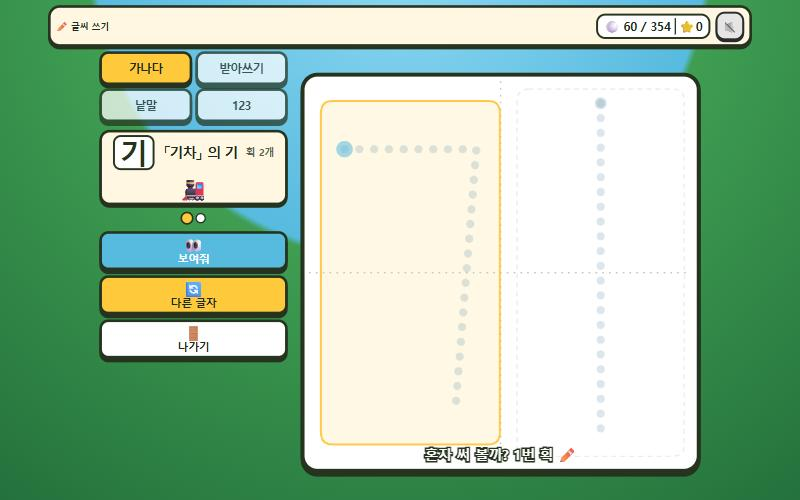 글씨 쓰기
60 / 354
0
가나다
받아쓰기
낱말
123
기
「기차」의 기 획 2개
보여줘
다른 글자
나가기
혼자 써 볼까? 1번 획